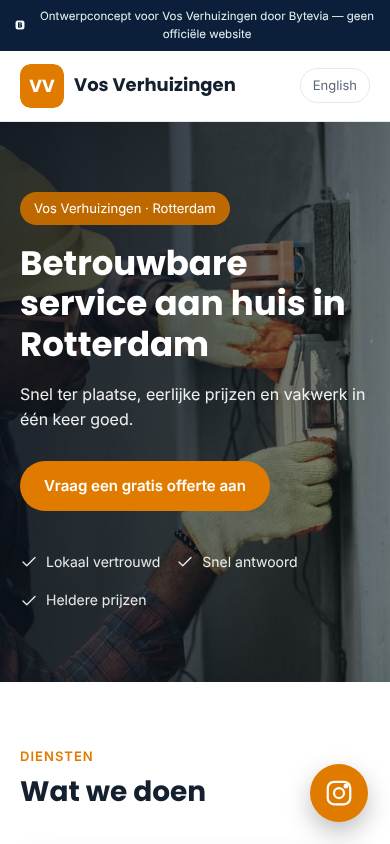 Ontwerpconcept voor Vos Verhuizingen door Bytevia — geen
officiële website
VV Vos Verhuizingen
English
Vos Verhuizingen · Rotterdam
Betrouwbare
service aan huis in
Rotterdam
Snel ter plaatse, eerlijke prijzen en vakwerk in
één keer goed.
Vraag een gratis offerte aan
Lokaal vertrouwd
Snel antwoord
Heldere prijzen
DIENSTEN
Wat we doen